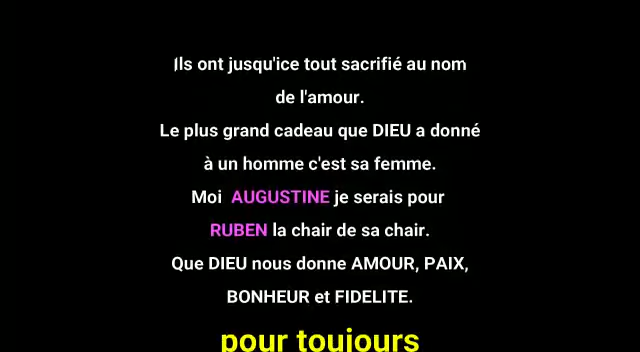 Ils ont jusqu'ice tout sacrifié au nom
de l'amour.
Le plus grand cadeau que DIEU a donné
à un homme c'est sa femme.
Moi AUGUSTINE je serais pour
RUBEN la chair de sa chair.
Que DIEU nous donne AMOUR, PAIX,
BONHEUR et FIDELITE.
pour toujours